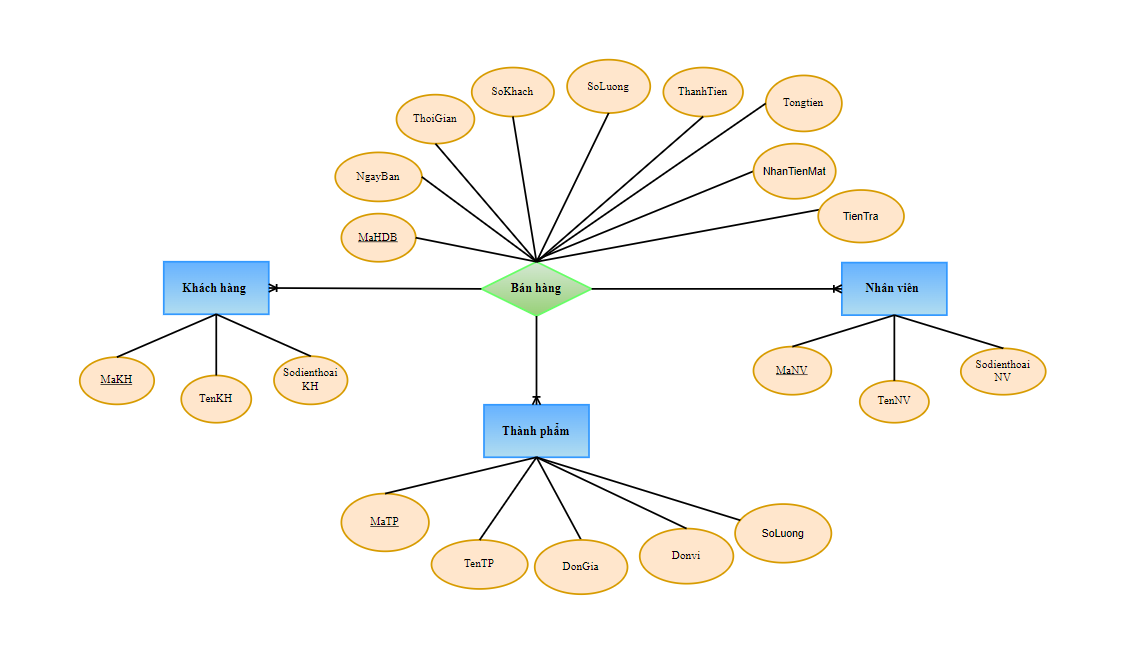 SoLuong
SoKhach
ThanhTien
Tongtien
ThoiGian
NhanTienMat
NgayBan
TienTra
MaHDB
Khách hàng
Bán hàng
Nhân viên
MaKH
TenKH
Sodienthoai
KH
MaNV
TenNV
Sodienthoai
NV
Thành phẩm
MaTP
TenTP
DonGia
Donvi
SoLuong